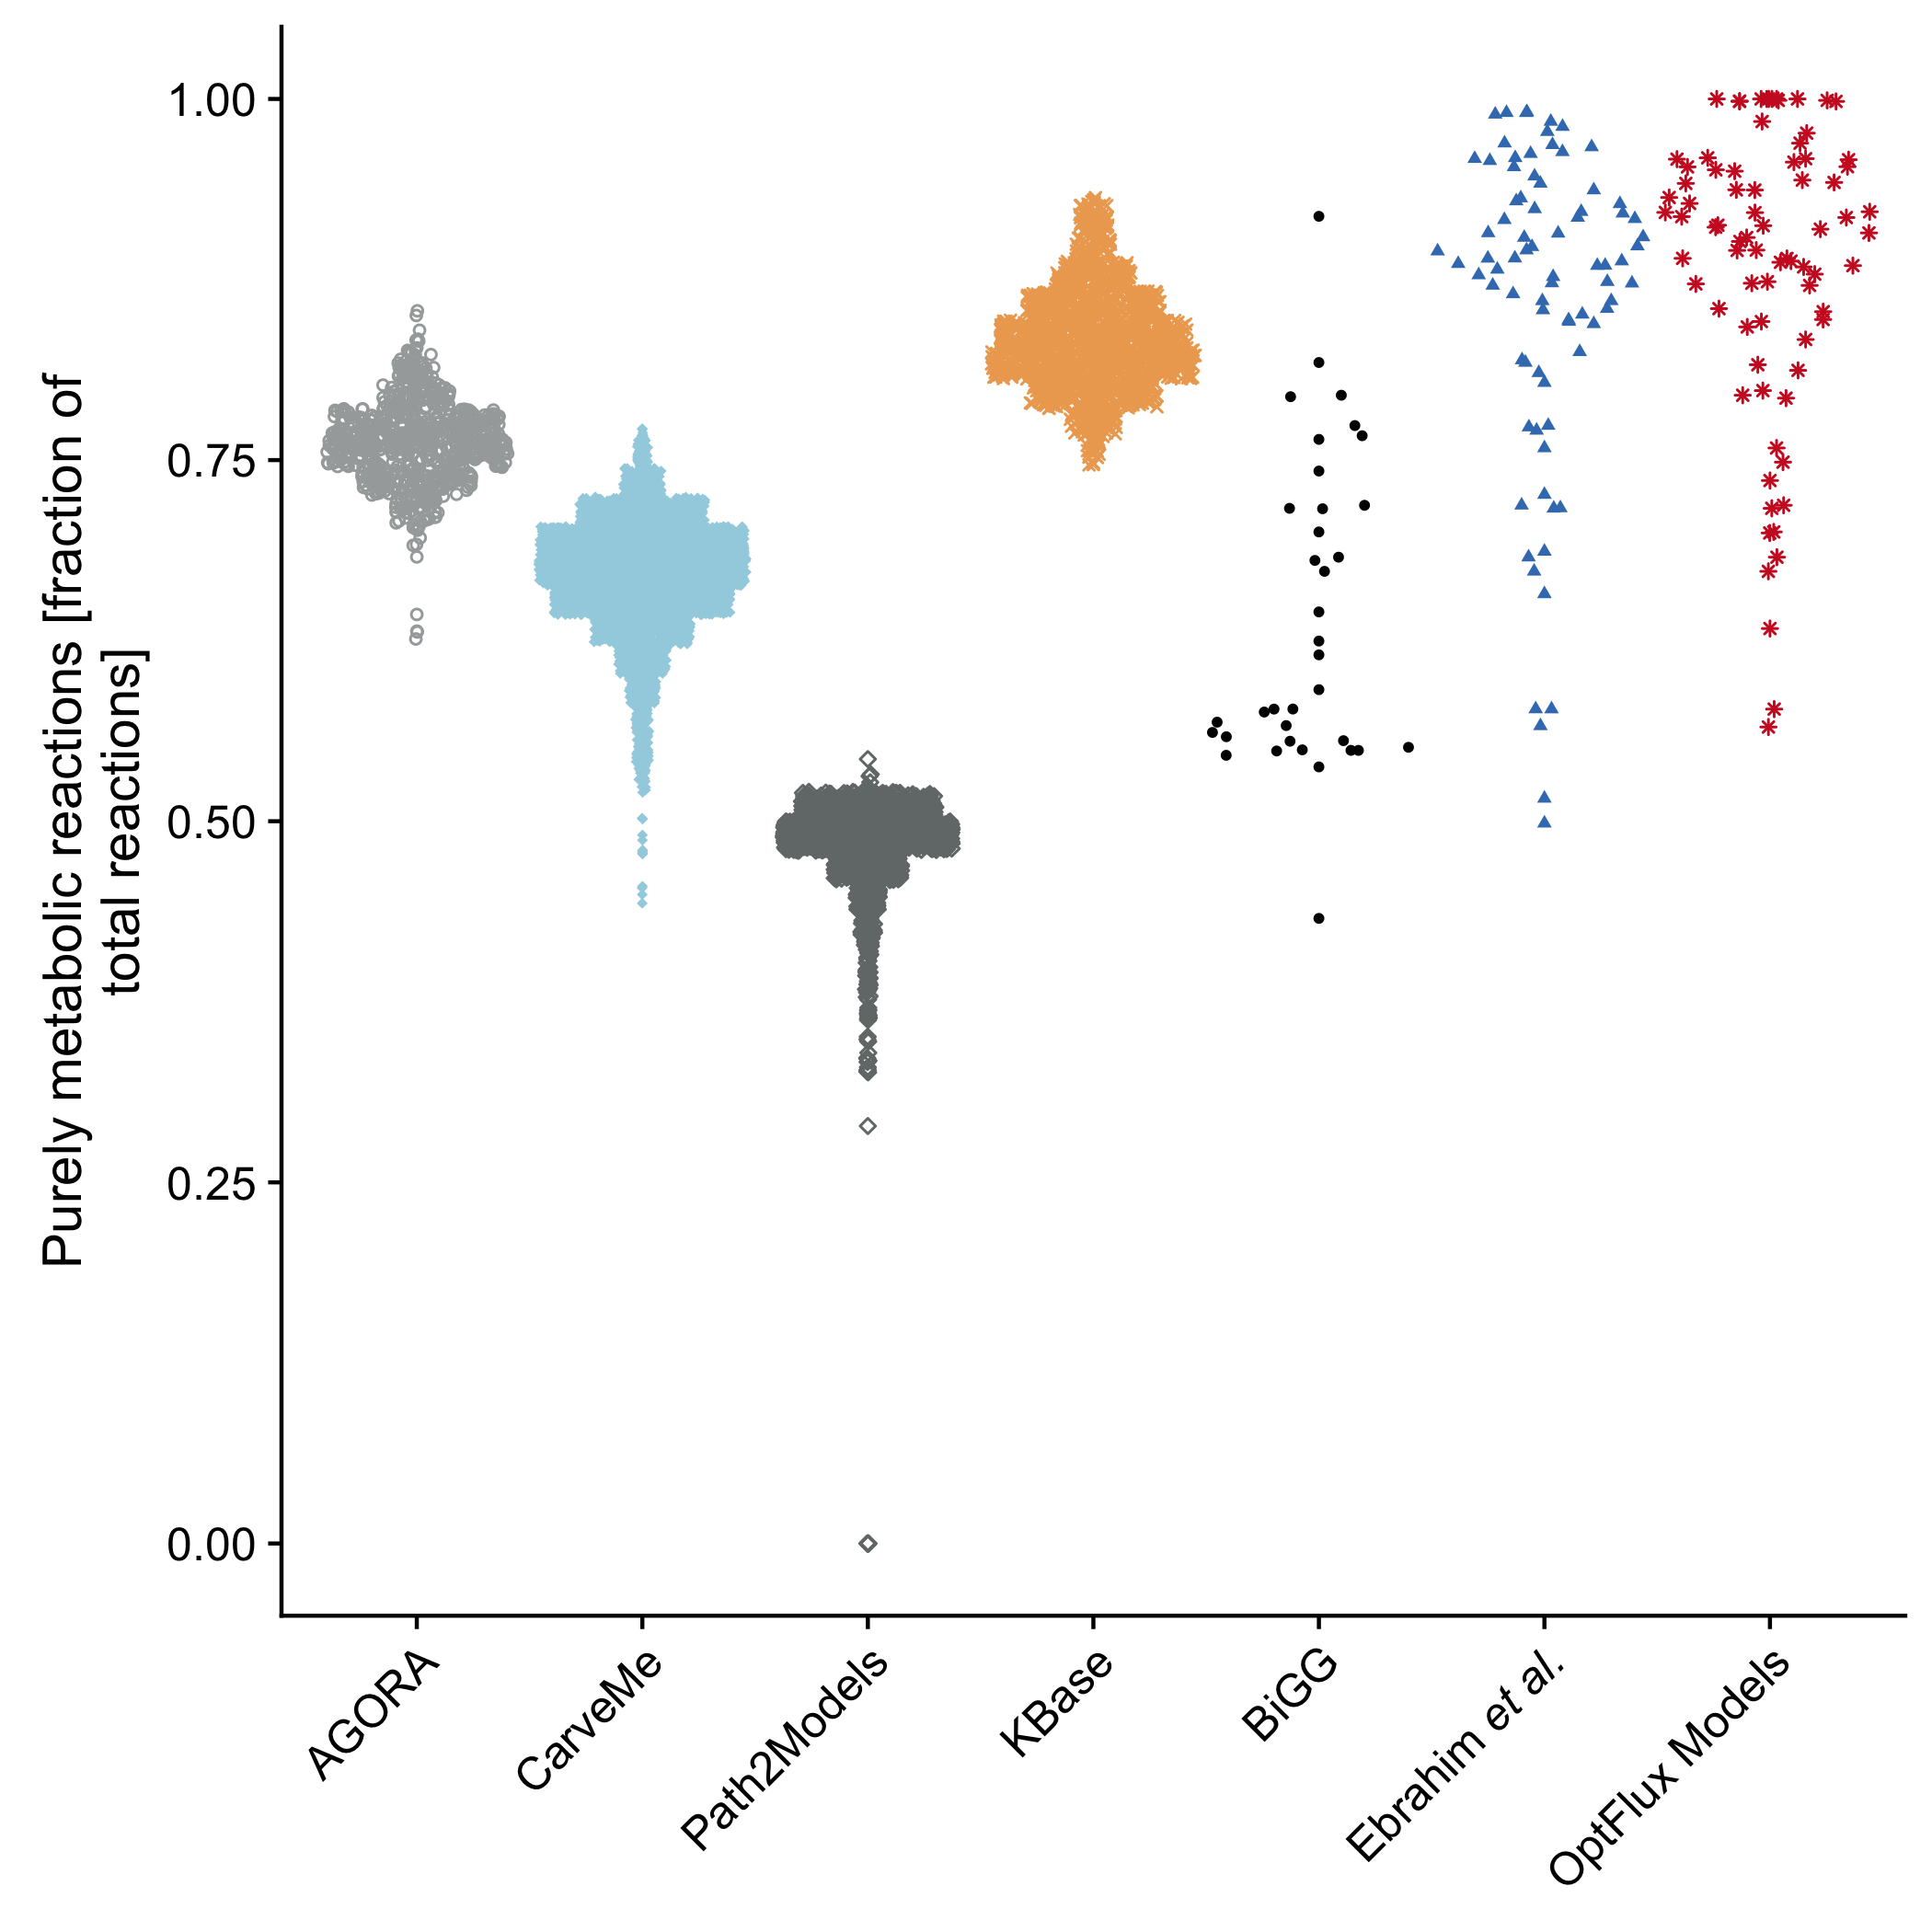 Purely metabolic reactions [fraction of
total reactions]
1.00
0.75
0.50
0.25
0.00
AGORA
CarveMe
Path2Models
KBase
BiGG
Ebrahim et al.
OptFlux Models